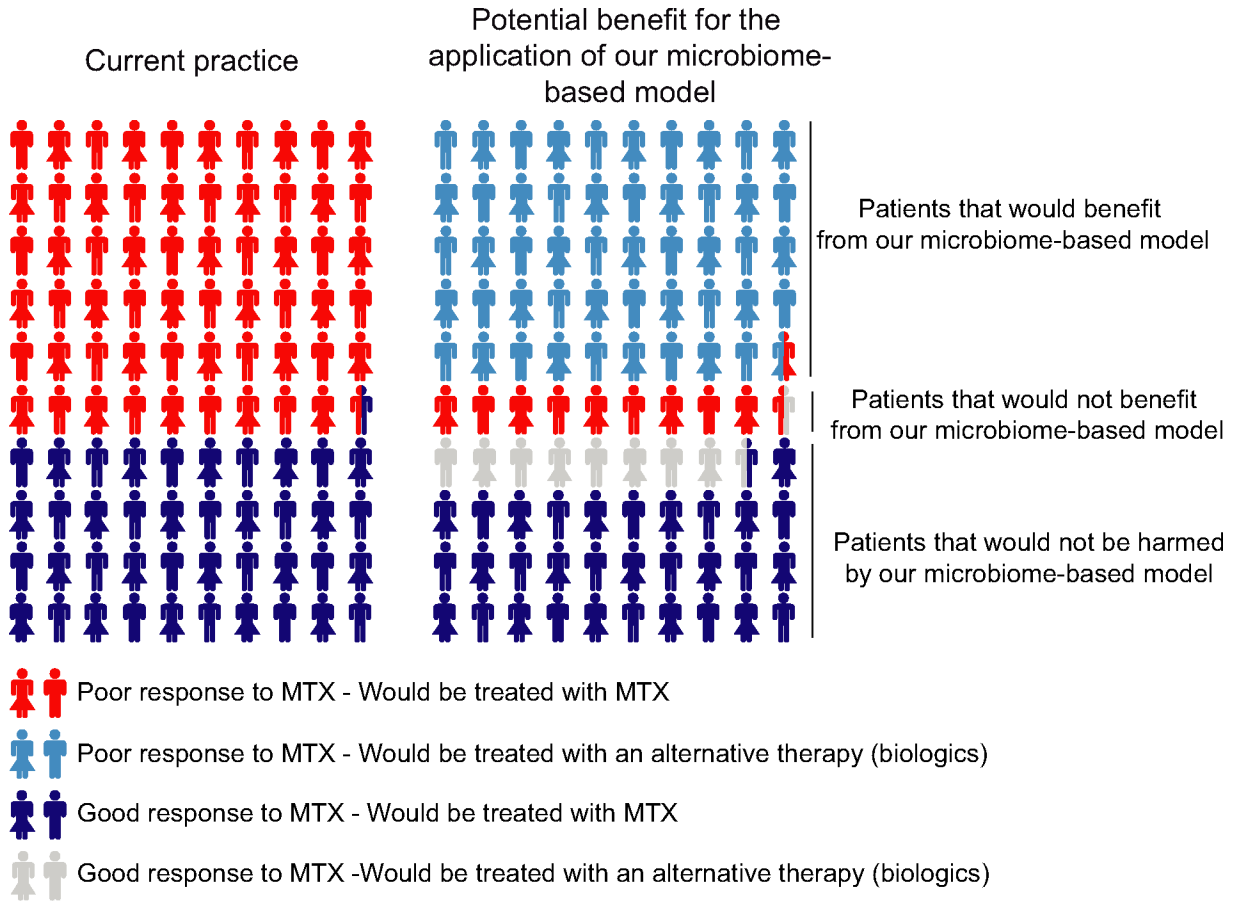 Current practice
Potential benefit for the
application of our microbiome-
based model
Patients that would benefit
from our microbiome-based model
Patients that would not benefit
from our microbiome-based model
Patients that would not be harmed
by our microbiome-based model
Poor response to MTX - Would be treated with MTX
Poor response to MTX - Would be treated with an alternative therapy (biologics)
Good response to MTX - Would be treated with MTX
Good response to MTX -Would be treated with an alternative therapy (biologics)